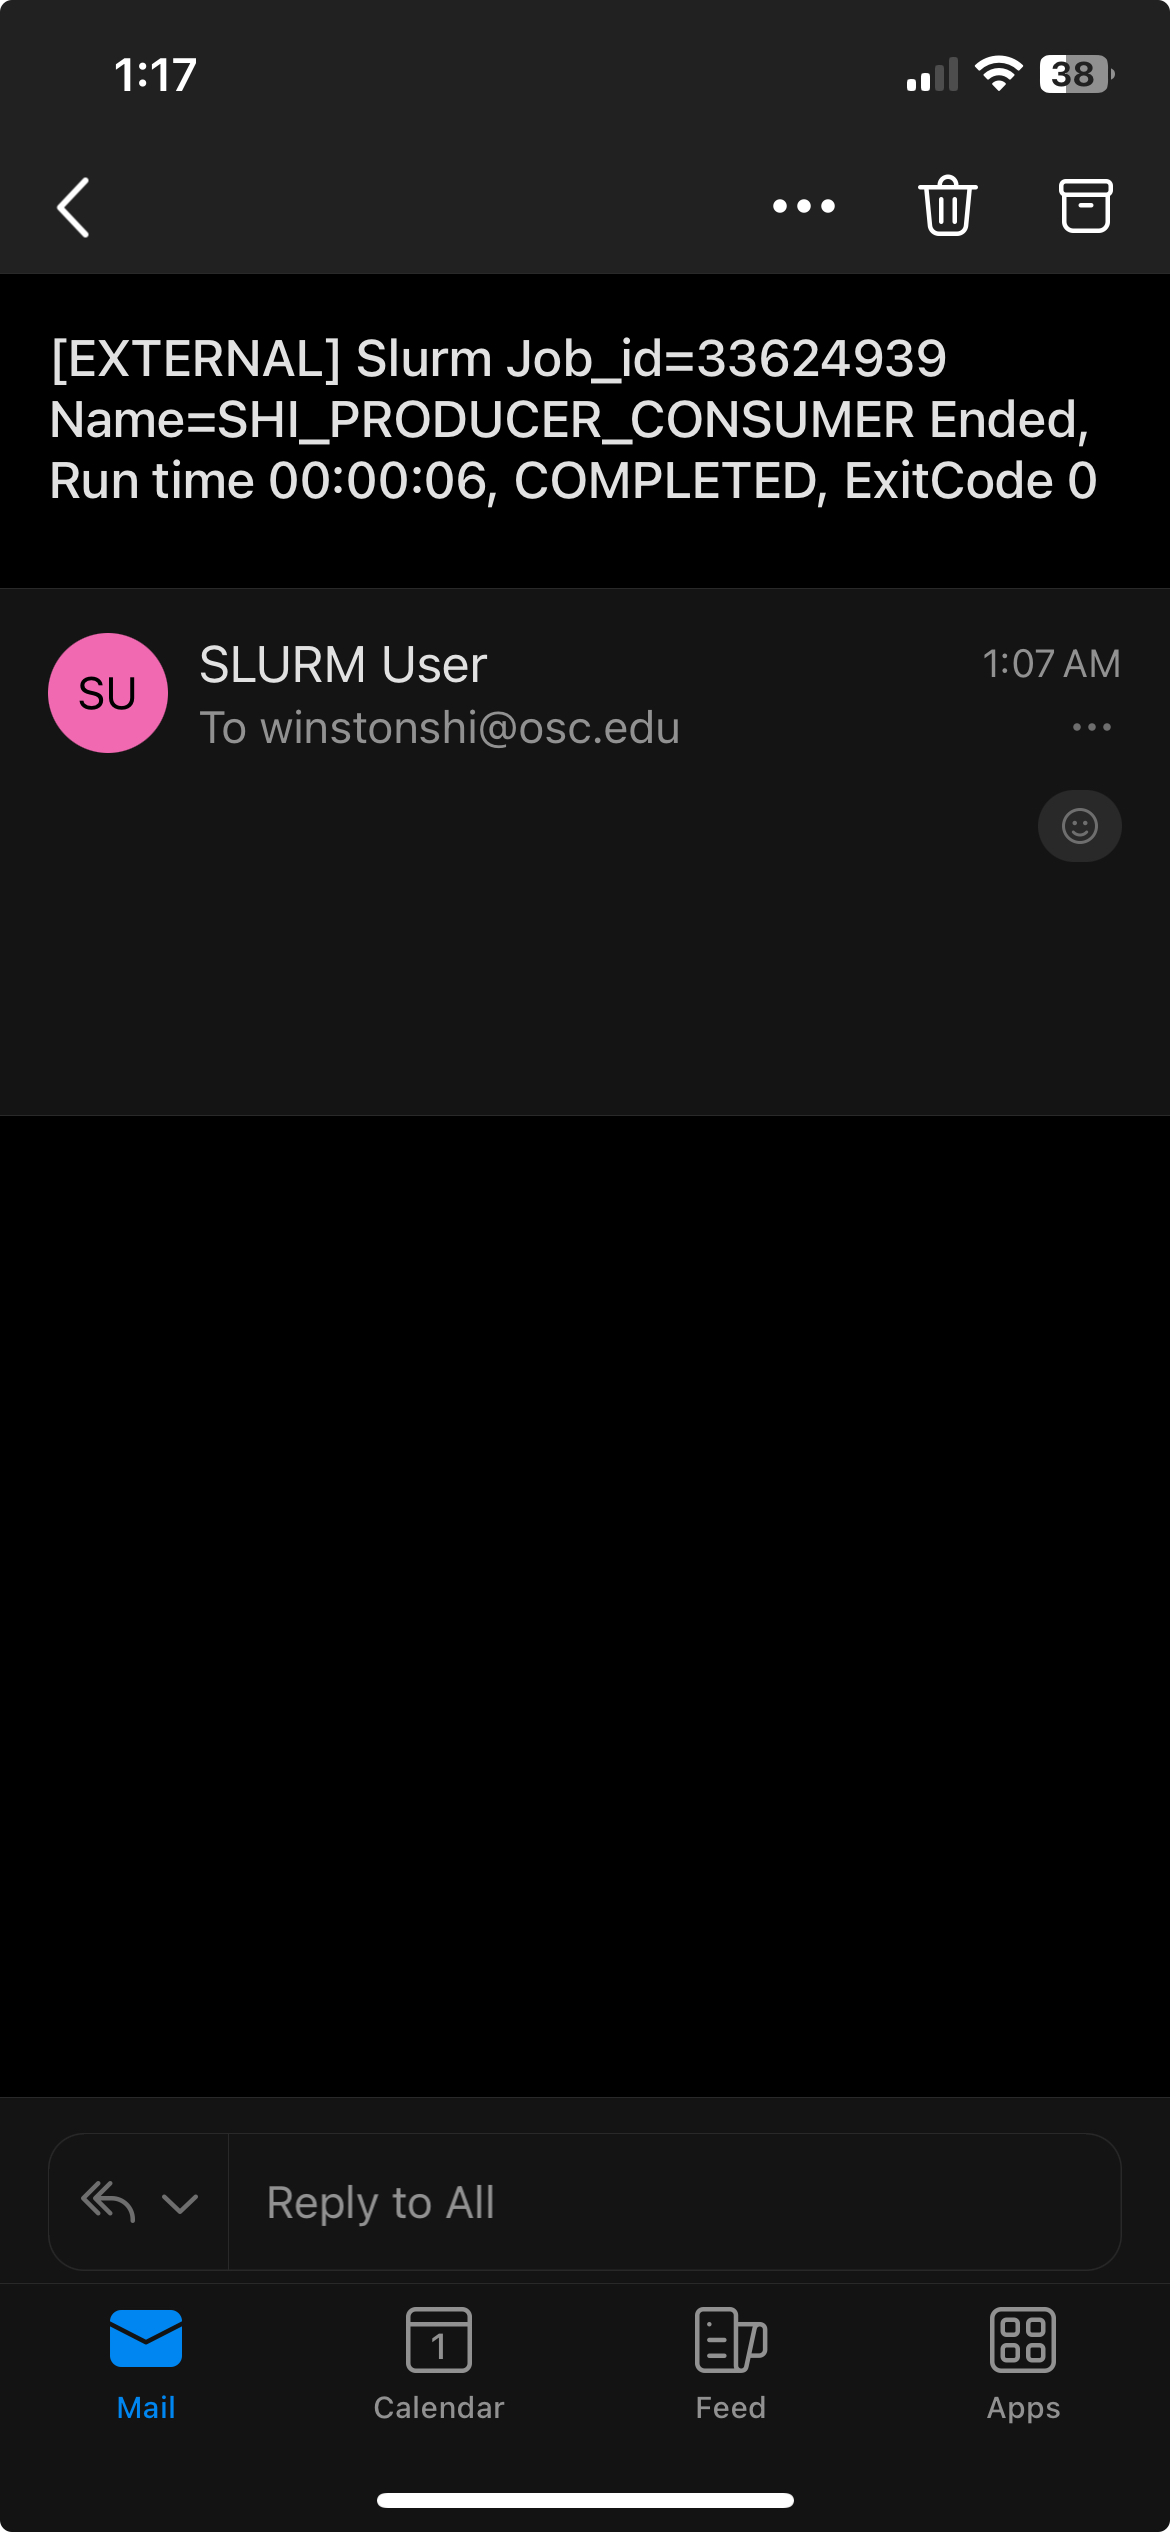 1:17
38
[EXTERNAL] Slurm Job_id=33624939
Name=SHI_PRODUCER_CONSUMER Ended,
Run time 00:00:06, COMPLETED, ExitCode 0
SU
SLURM User
1:07 AM
To winstonshi@osc.edu
Reply to All
1
Mail
Calendar
Feed
Apps